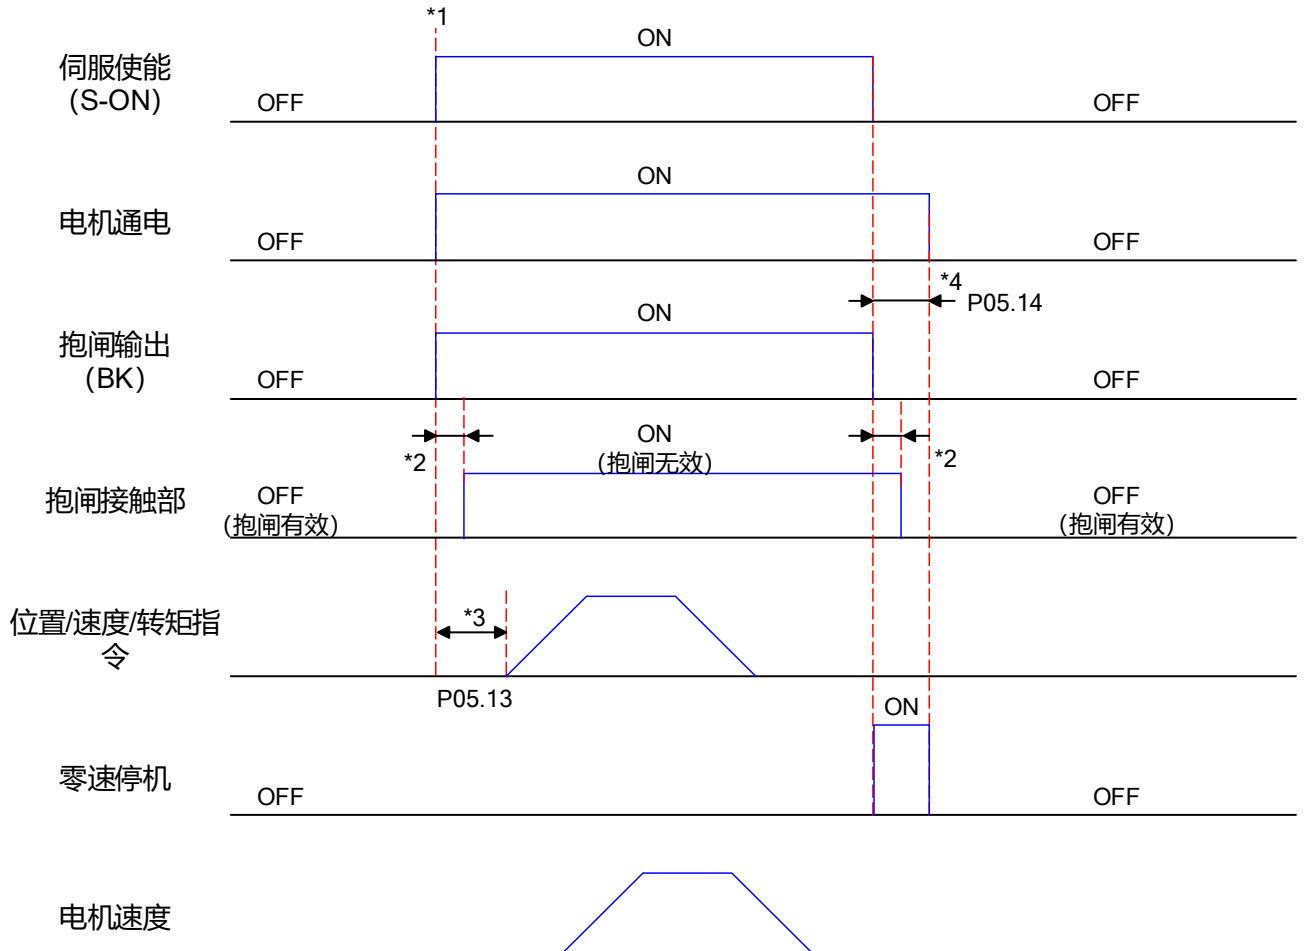 *1
ON
伺服使能
(S-ON)
OFF
OFF
ON
电机通电
OFF
OFF
*4
P05.14
ON
抱闸输出
(BK)
OFF
OFF
ON
(抱闸无效)
*2
*2
抱闸接触部
OFF
(抱闸有效)
OFF
(抱闸有效)
位置/速度/转矩指
令
*3
P05.13
ON
零速停机
OFF
OFF
电机速度